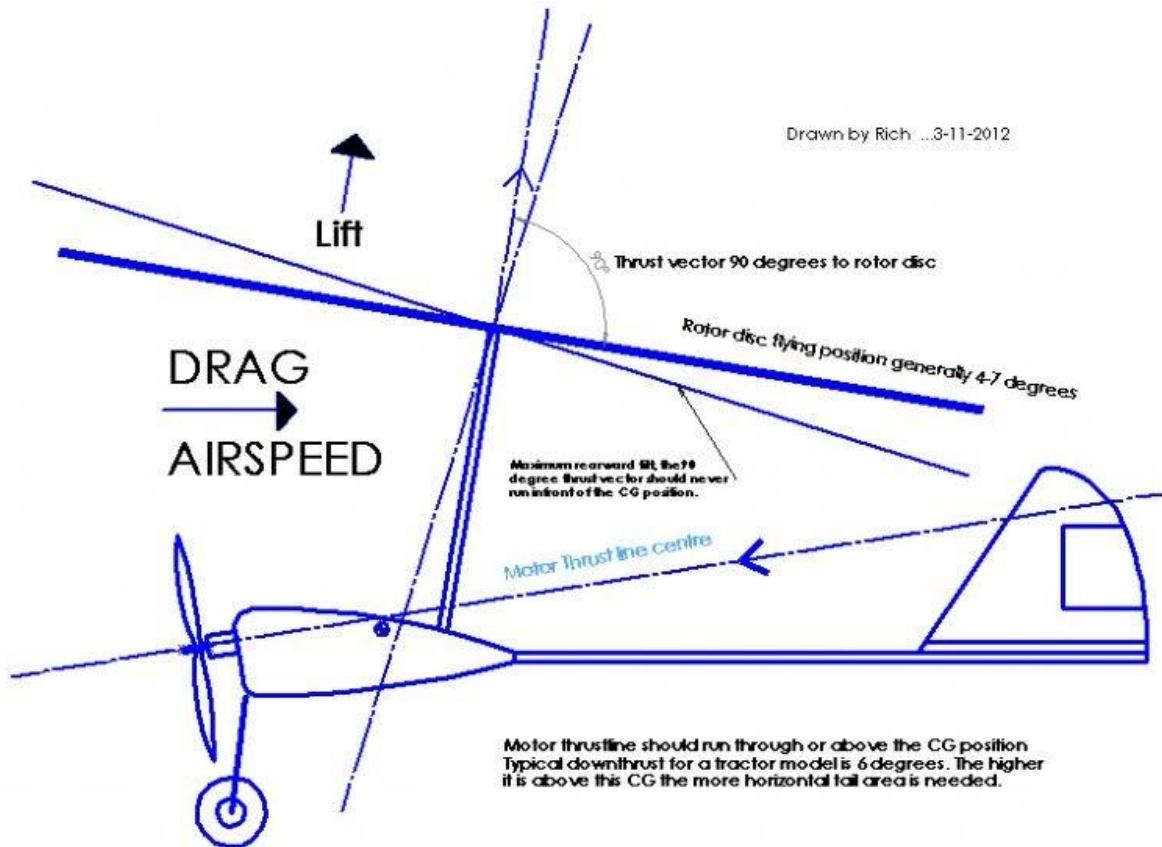 Drawn by Rich ...3-11-2012
Lift
90°
Thrust vector 90 degrees to rotor disc
Rotor disc flying position generally 4-7 degrees
DRAG
AIRSPEED
Maximum rearward tilt, the 90
degree thrust vector should never
run infront of the CG position.
Motor Thrust line centre
Motor thrustline should run through or above the CG position
Typical downthrust for a tractor model is 6 degrees. The higher
it is above this CG the more horizontal tail area is needed.